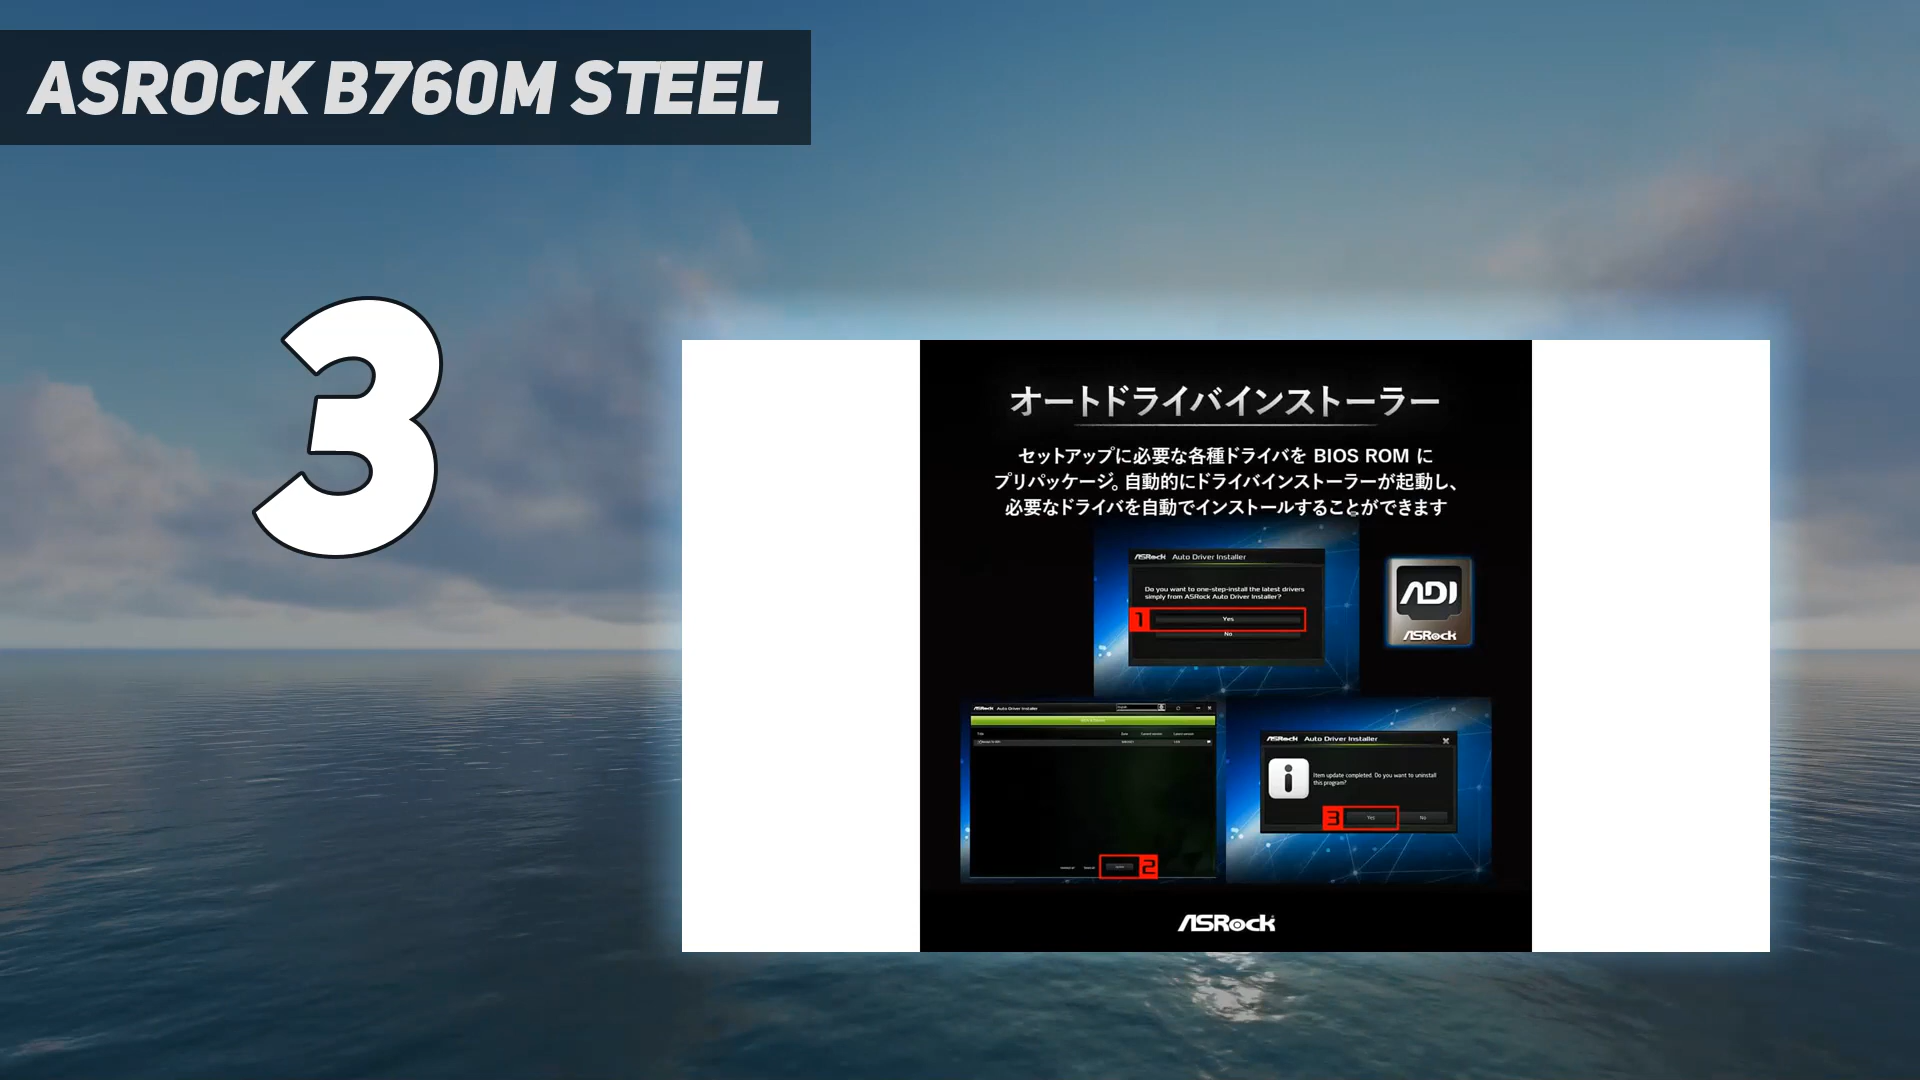 ASROCK B760M STEEL
3
オートドライバインストーラー
セットアップに必要な各種ドライバを BIOS ROM に
プリパッケージ。自動的にドライバインストーラーが起動し、
必要なドライバを自動でインストールすることができます
ASRock Auto Driver Installer
Do you want to one-step-install the latest drivers
simply from ASRock Auto Driver Installer?
1 Yes
No
ADI
ASRock
ASRock Auto Driver Installer
2
ASRock Auto Driver Installer
Item update completed. Do you want to uninstall
this program?
3 Yes No
ASRock